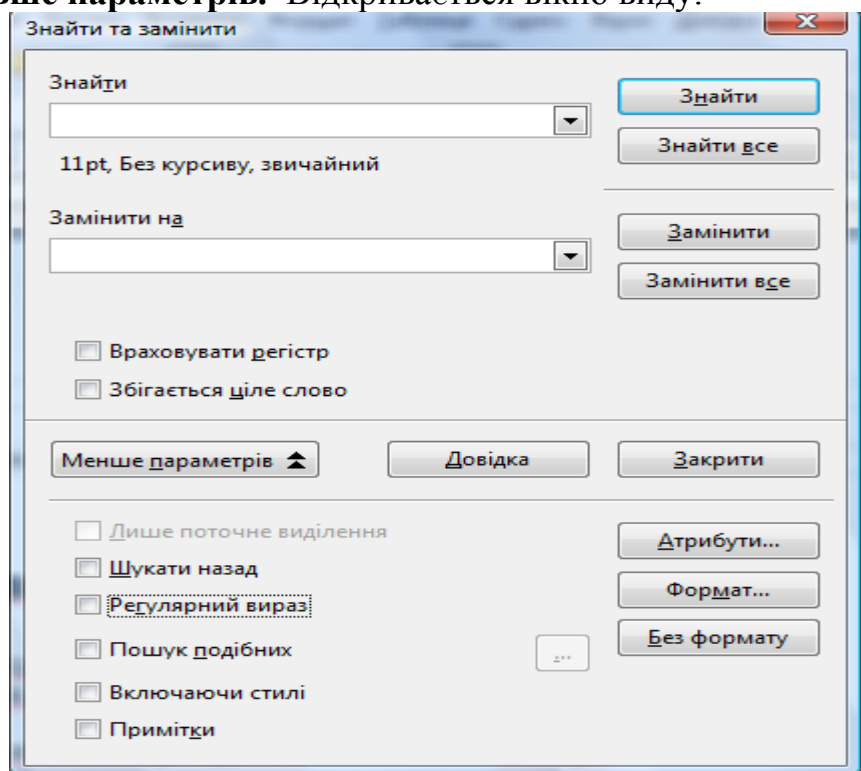 параметрів. Відкривається вікно виду:
Знайти та замінити
Знайти
Знайти
Знайти все
11pt, Без курсиву, звичайний
Замінити на
Замінити
Замінити все
Враховувати регістр
Збігається ціле слово
Менше параметрів
Довідка
Закрити
Лише поточне виділення
Атрибути...
Шукати назад
Формат...
Регулярний вираз
Без формату
Пошук подібних
...
Включаючи стилі
Примітки